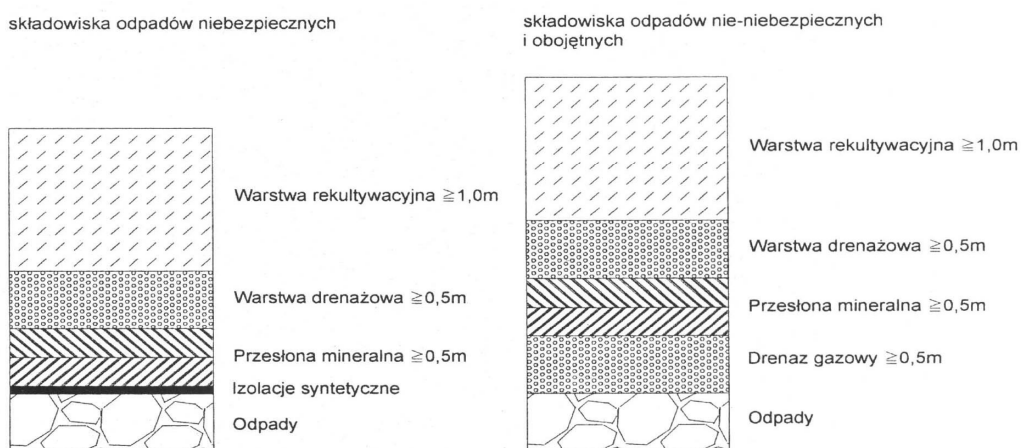 składowiska odpadów niebezpiecznych
Warstwa rekultywacyjna ≧1,0m
Warstwa drenażowa ≧0,5m
Przesłona mineralna ≧0,5m
Izolacje syntetyczne
Odpady
składowiska odpadów nie-niebezpiecznych
i obojętnych
Warstwa rekultywacyjna ≧1,0m
Warstwa drenażowa ≧0,5m
Przesłona mineralna ≧0,5m
Drenaz gazowy ≧0,5m
Odpady